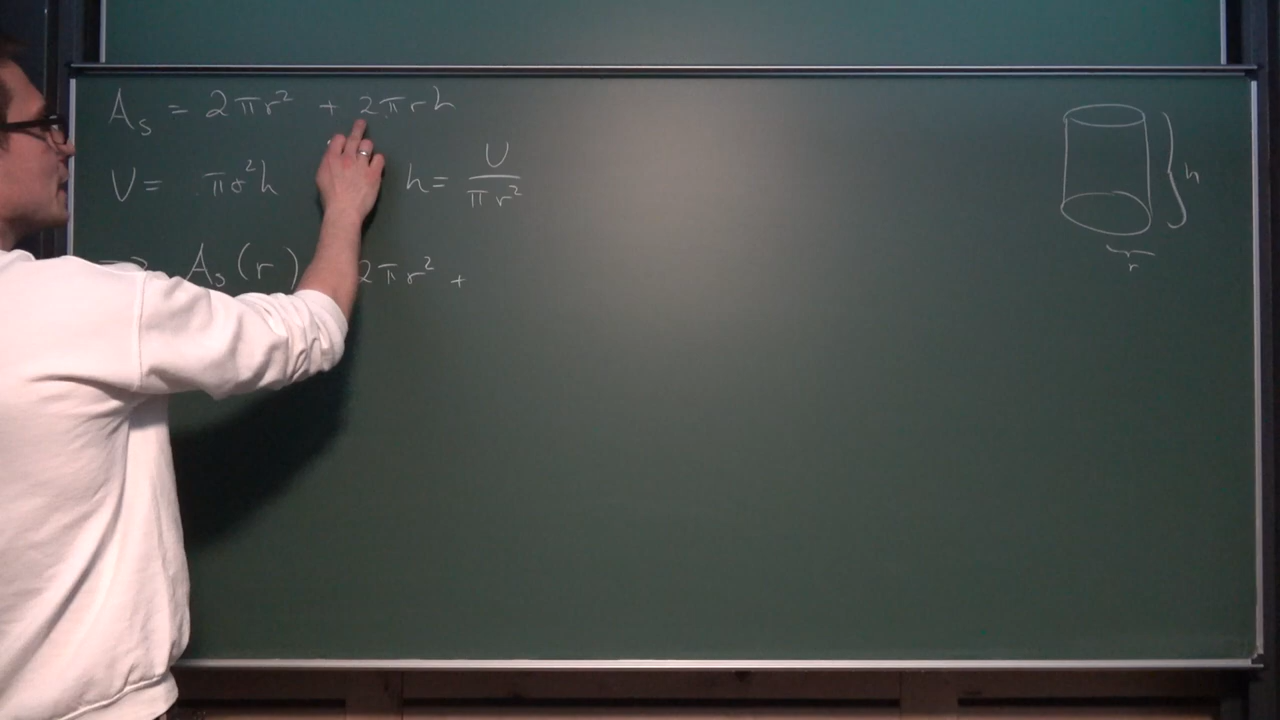 A_s = 2πr² + 2πrh
V = πr²h h = V/πr²
⇒ A_s(r) 2πr² +
h
r